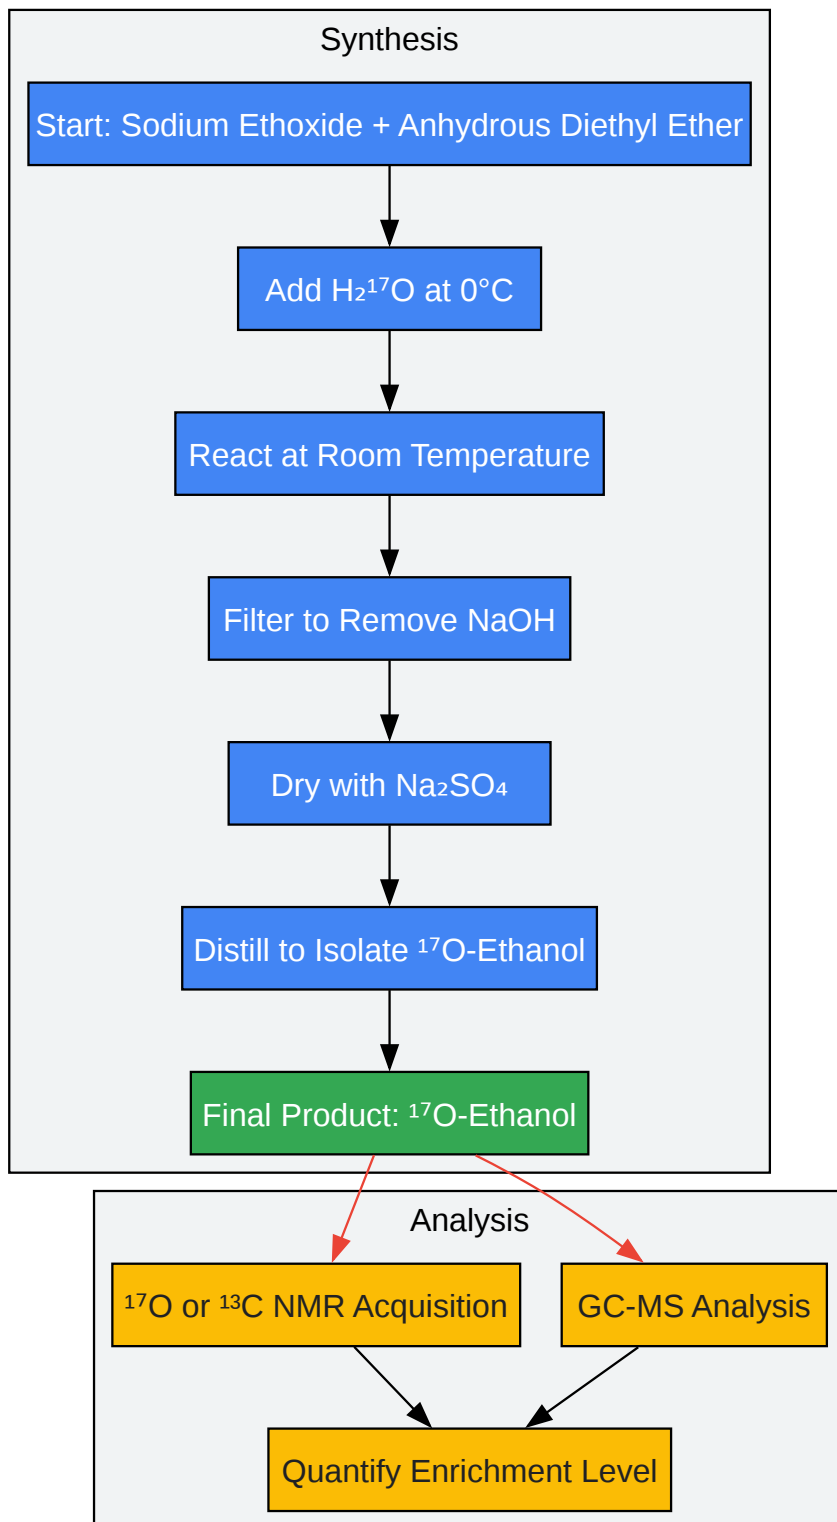 Synthesis
Start: Sodium Ethoxide + Anhydrous Diethyl Ether
Add H₂¹⁷O at 0°C
React at Room Temperature
Filter to Remove NaOH
Dry with Na₂SO₄
Distill to Isolate ¹⁷O-Ethanol
Final Product: ¹⁷O-Ethanol
Analysis
¹⁷O or ¹³C NMR Acquisition
GC-MS Analysis
Quantify Enrichment Level